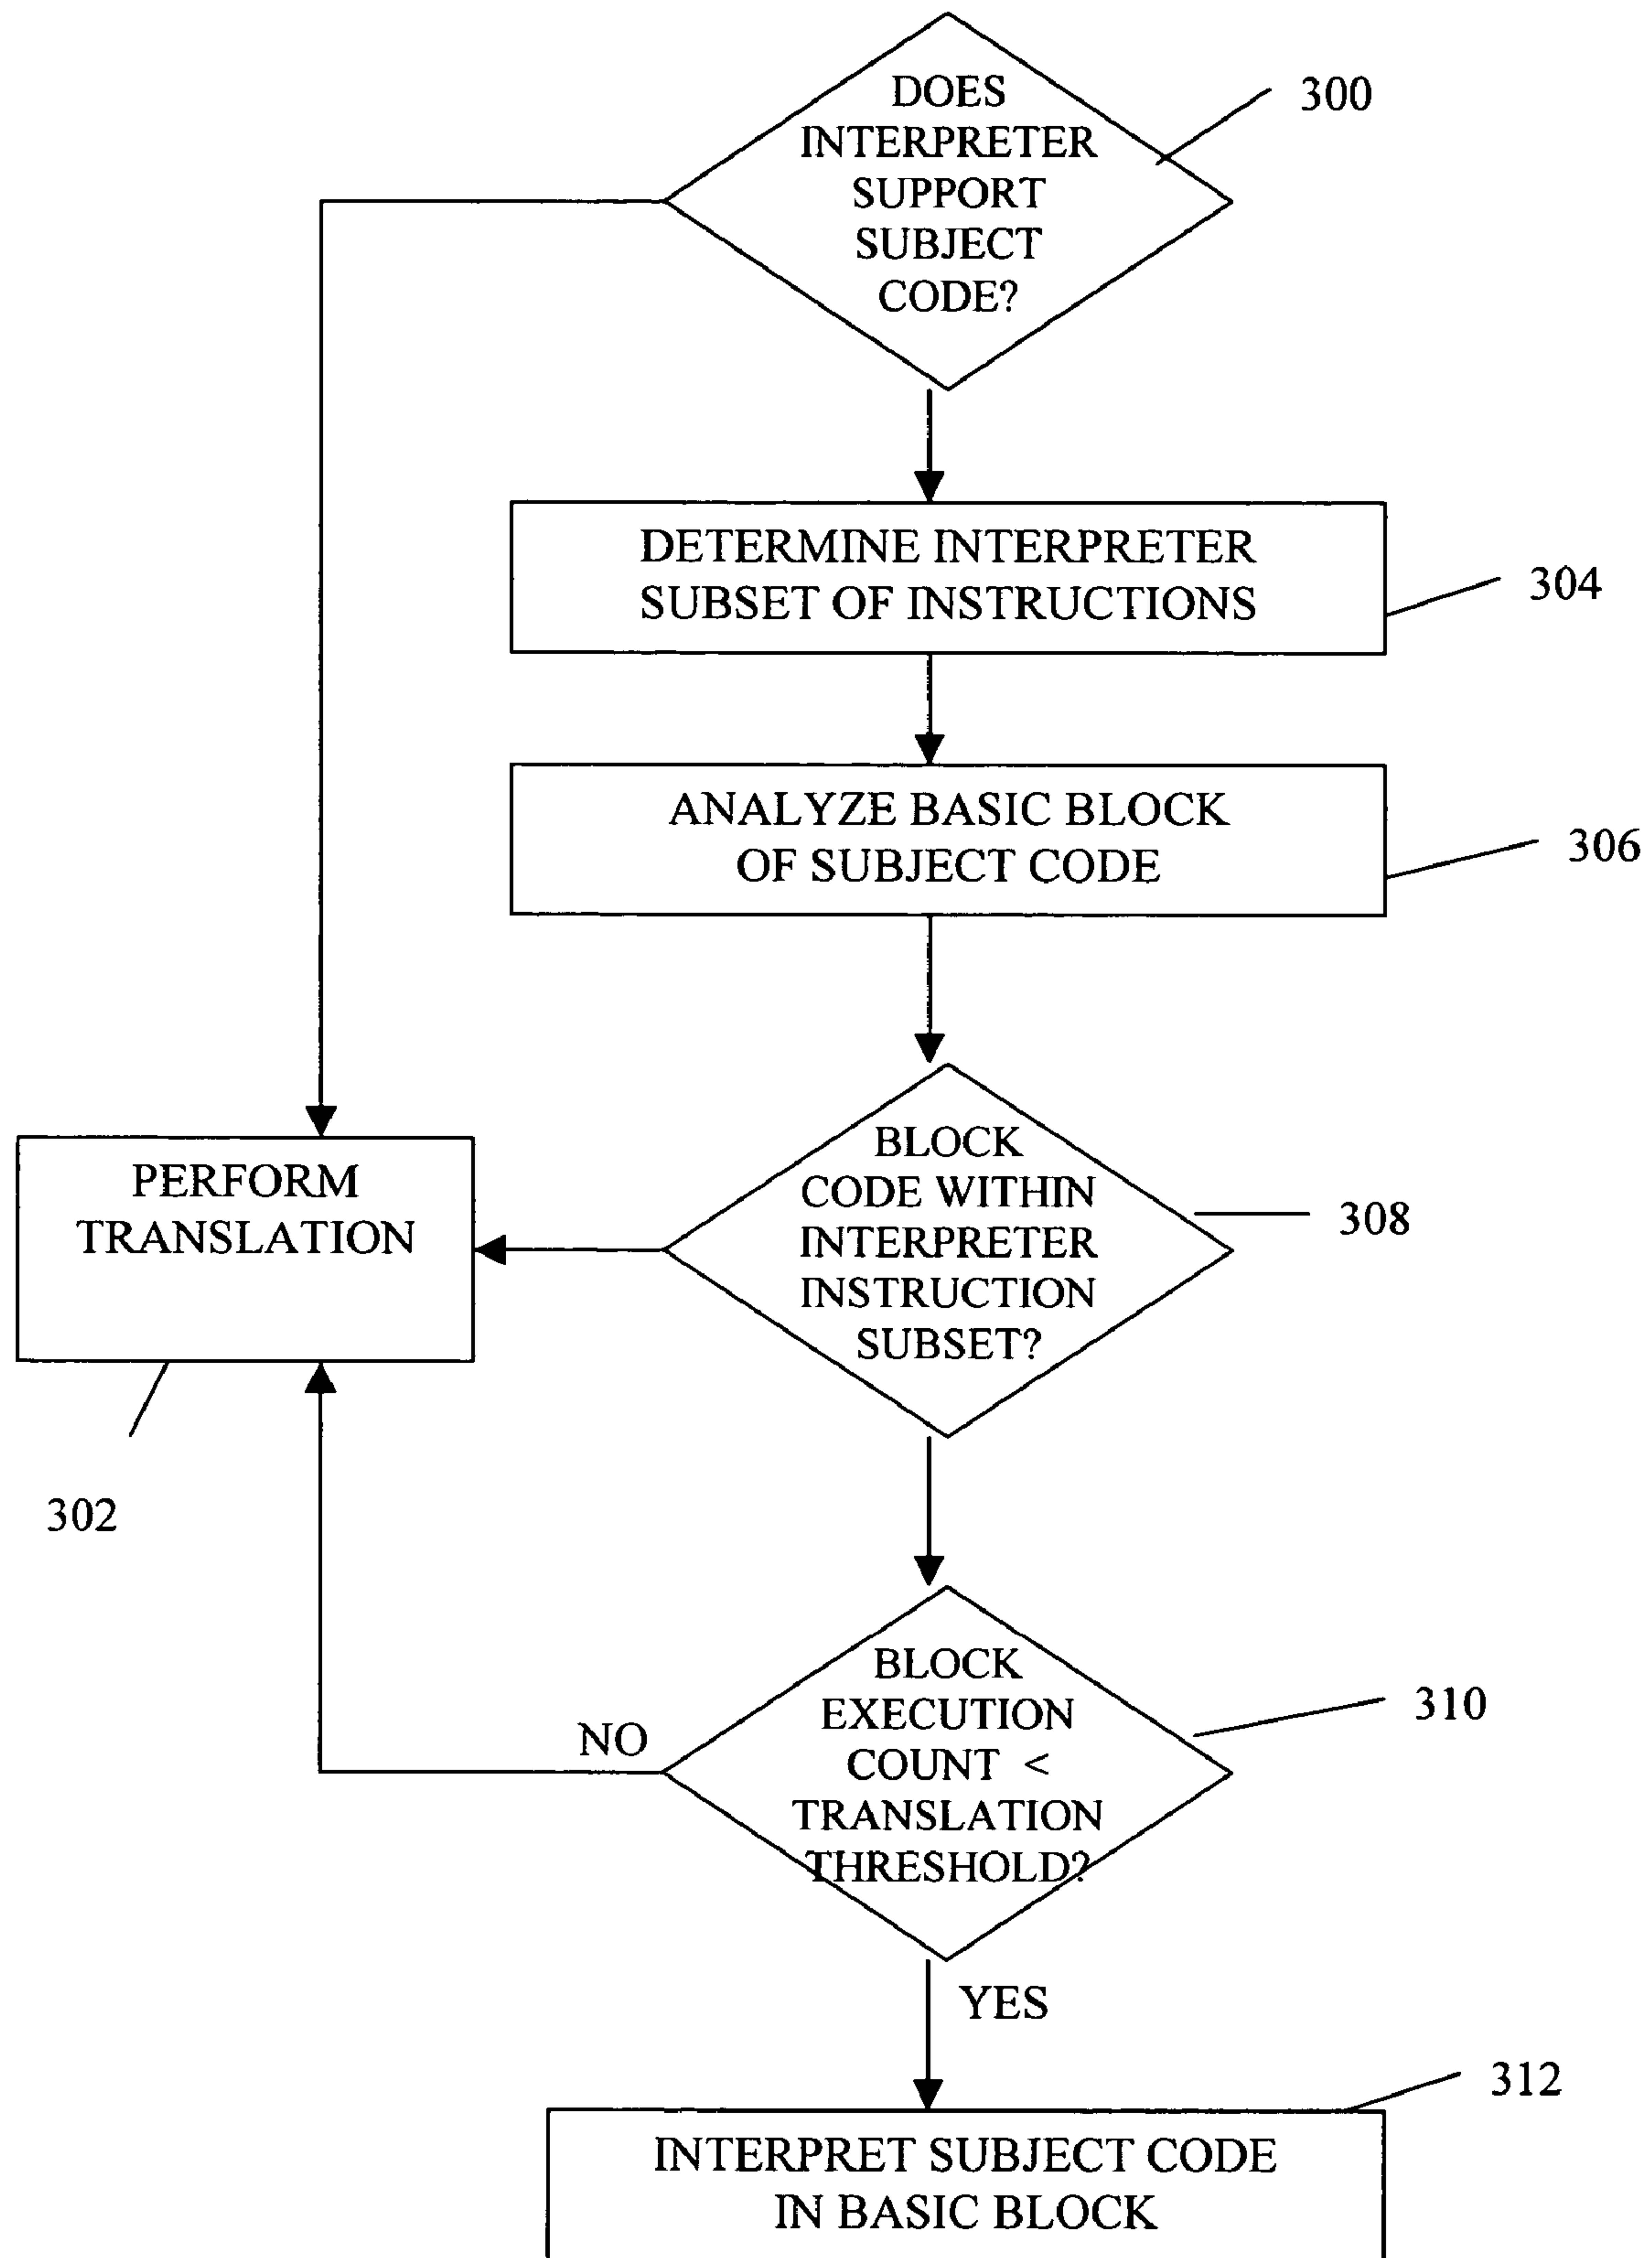 DOES
INTERPRETER
SUPPORT
SUBJECT
CODE?
300
DETERMINE INTERPRETER
SUBSET OF INSTRUCTIONS
304
ANALYZE BASIC BLOCK
OF SUBJECT CODE
306
PERFORM
TRANSLATION
302
BLOCK
CODE WITHIN
INTERPRETER
INSTRUCTION
SUBSET?
308
BLOCK
EXECUTION
COUNT <
TRANSLATION
THRESHOLD?
310
NO
YES
312
INTERPRET SUBJECT CODE
IN BASIC BLOCK